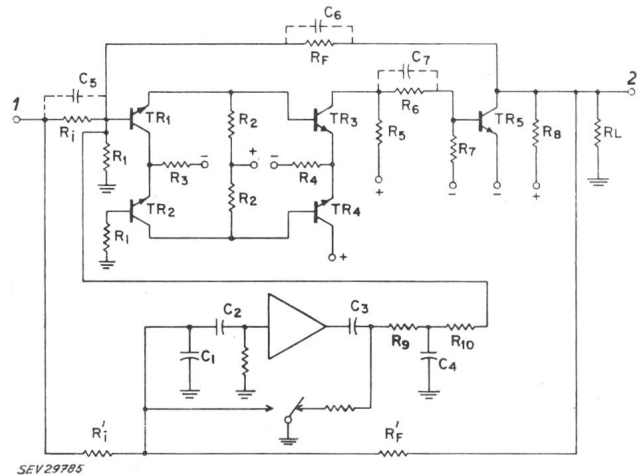 C6
RF
C5
C7
1
2
Ri
TR1
R2
TR3
R6
TR5
R1
R5
R7
R8
RL
R3
−
+
−
R4
R2
+
−
−
+
TR2
TR4
R1
+
C2
C3
C1
R9
R10
C4
R'i
R'F
SEV29785